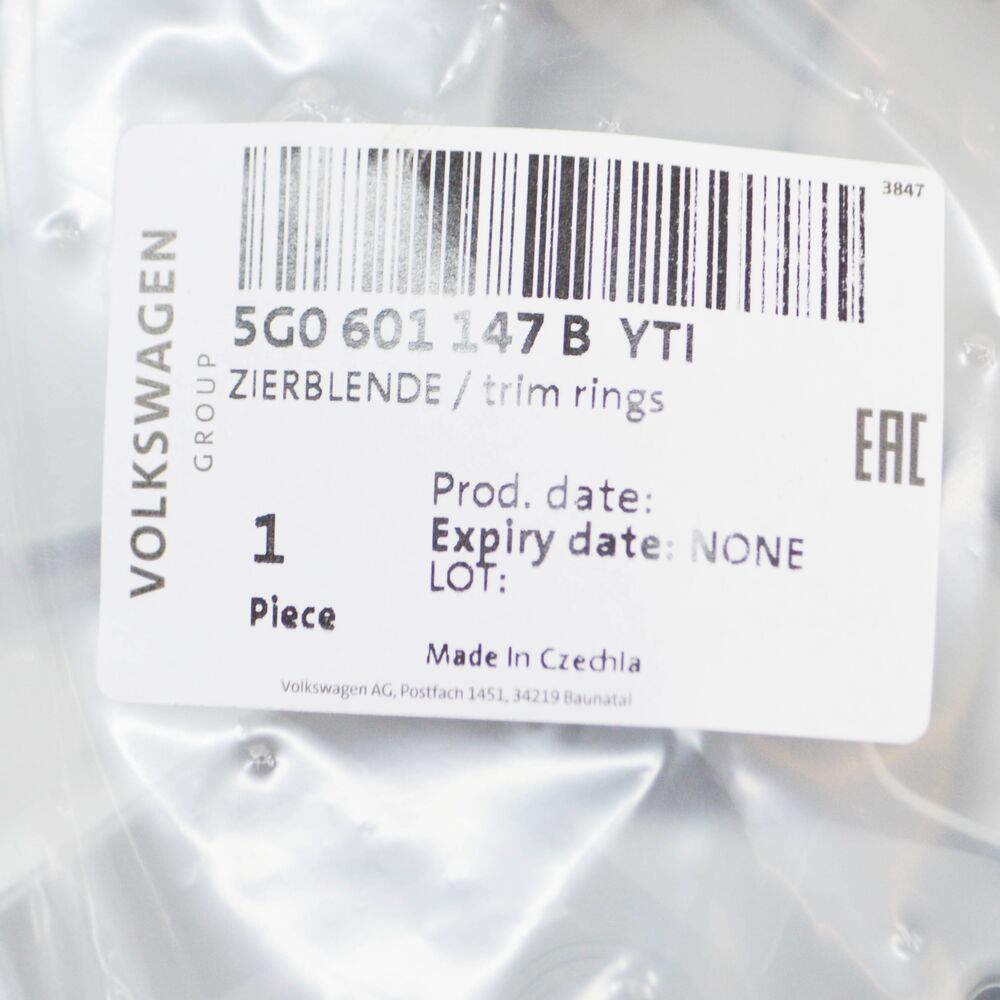 3847
VOLKSWAGEN
GROUP
5G0 601 147 B YTI
ZIERBLENDE / trim rings
EAC
Prod. date:
1
Expiry date: NONE
LOT:
Piece
Made In Czechia
Volkswagen AG, Postfach 1451, 34219 Baunatal